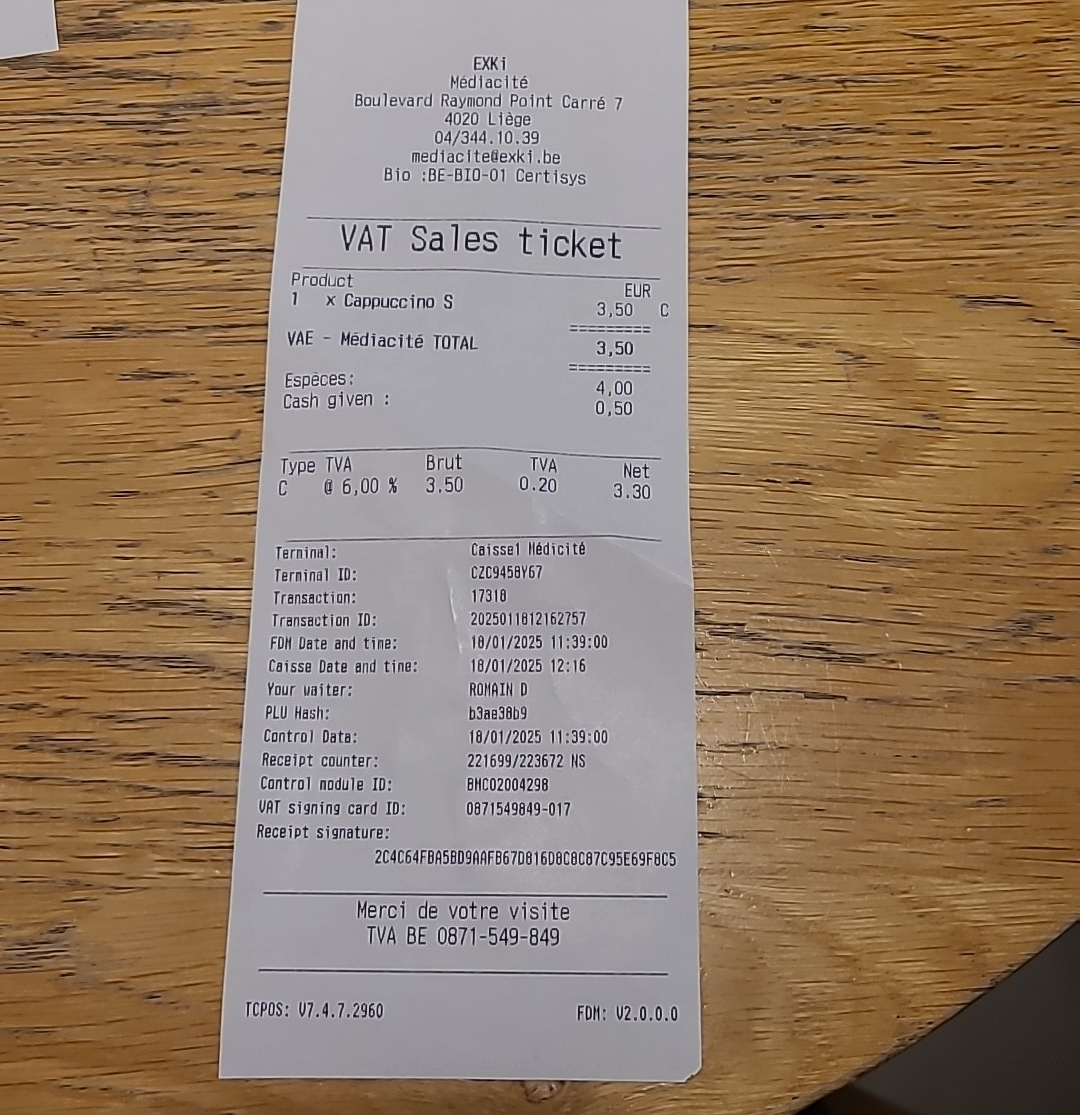 EXKi
Médiacité
Boulevard Raymond Point Carré 7
4020 Liège
04/344.10.39
mediacite@exki.be
Bio :BE-BIO-01 Certisys
VAT Sales ticket
Product EUR
1 x Cappuccino S 3,50 C
=========
VAE - Médiacité TOTAL 3,50
=========
Espèces: 4,00
Cash given : 0,50
Type TVA Brut TVA Net
C @ 6,00 % 3.50 0.20 3.30
Terminal: Caisse1 Médicité
Terminal ID: CZC9458Y67
Transaction: 17318
Transaction ID: 2025011812162757
FDM Date and time: 18/01/2025 11:39:00
Caisse Date and time: 18/01/2025 12:16
Your waiter: ROMAIN D
PLU Hash: b3ae38b9
Control Data: 18/01/2025 11:39:00
Receipt counter: 221699/223672 NS
Control module ID: BMC02004298
VAT signing card ID: 0871549849-017
Receipt signature:
2C4C64FBA5BD9AAFB67D816D8C8C87C95E69F8C5
Merci de votre visite
TVA BE 0871-549-849
TCPOS: V7.4.7.2960 FDM: V2.0.0.0